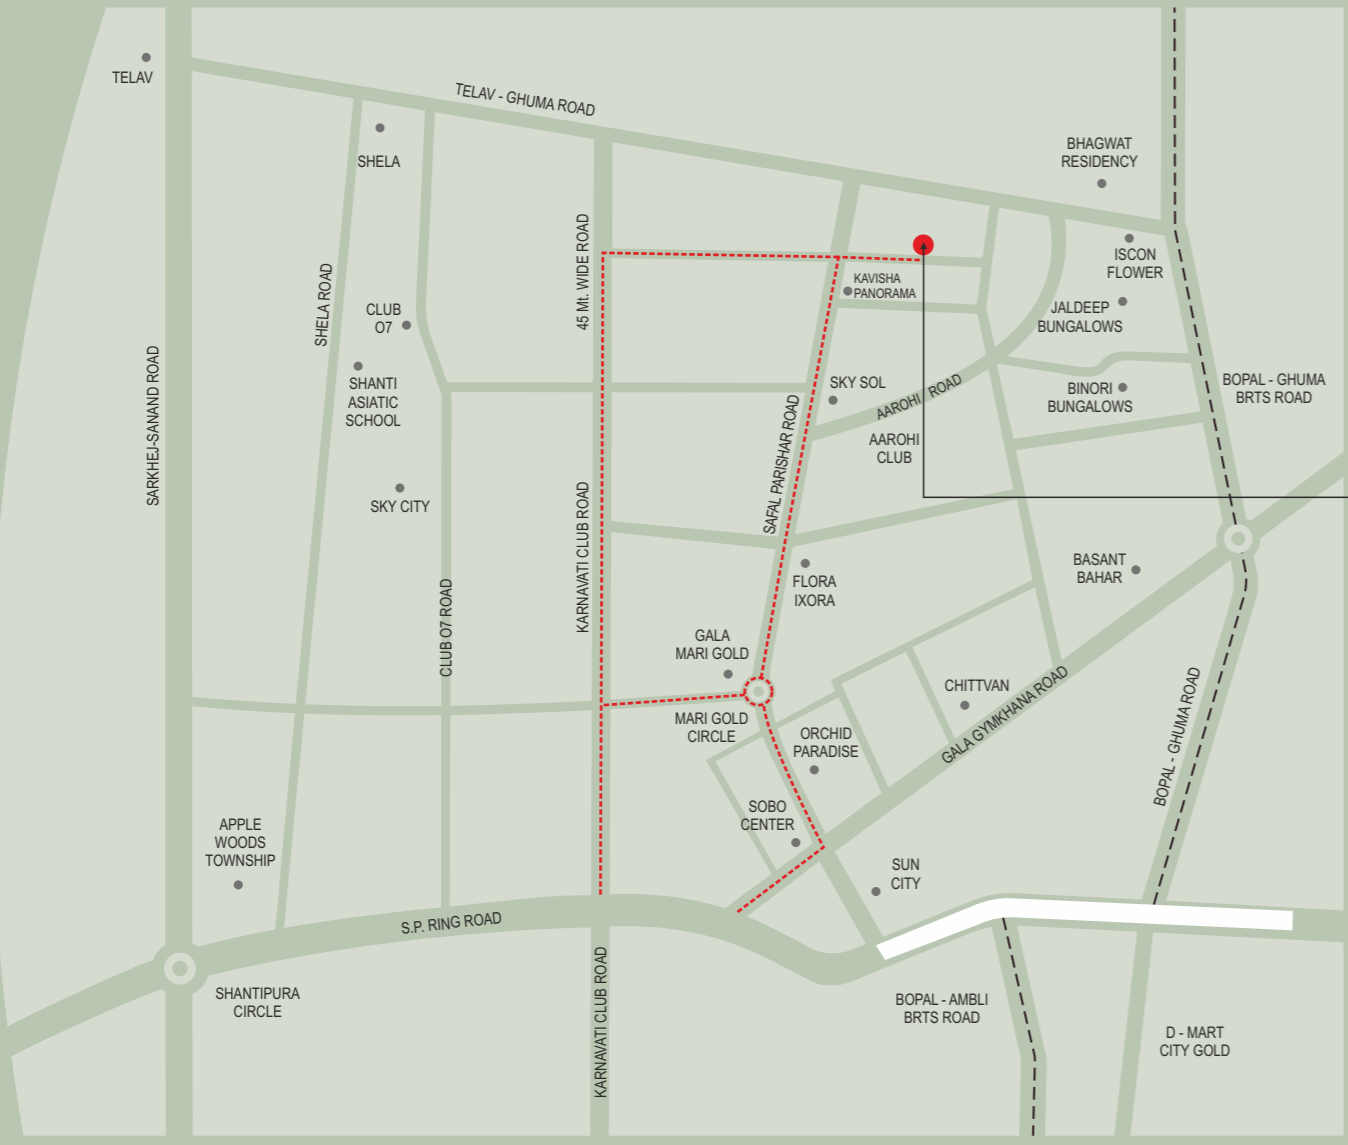 TELAV
TELAV - GHUMA ROAD
SHELA
BHAGWAT
RESIDENCY
ISCON
FLOWER
45 Mt. WIDE ROAD
SHELA ROAD
KAVISHA
PANORAMA
JALDEEP
BUNGALOWS
CLUB
O7
SARKHEJ-SANAND ROAD
SHANTI
ASIATIC
SCHOOL
SKY SOL
AAROHI ROAD
BINORI
BUNGALOWS
BOPAL - GHUMA
BRTS ROAD
AAROHI
CLUB
SAFAL PARISHAR ROAD
SKY CITY
KARNAVATI CLUB ROAD
BASANT
BAHAR
FLORA
IXORA
CLUB O7 ROAD
GALA
MARI GOLD
CHITTVAN
GALA GYMKHANA ROAD
BOPAL - GHUMA ROAD
MARI GOLD
CIRCLE
ORCHID
PARADISE
SOBO
CENTER
APPLE
WOODS
TOWNSHIP
SUN
CITY
S.P. RING ROAD
SHANTIPURA
CIRCLE
KARNAVATI CLUB ROAD
BOPAL - AMBLI
BRTS ROAD
D - MART
CITY GOLD